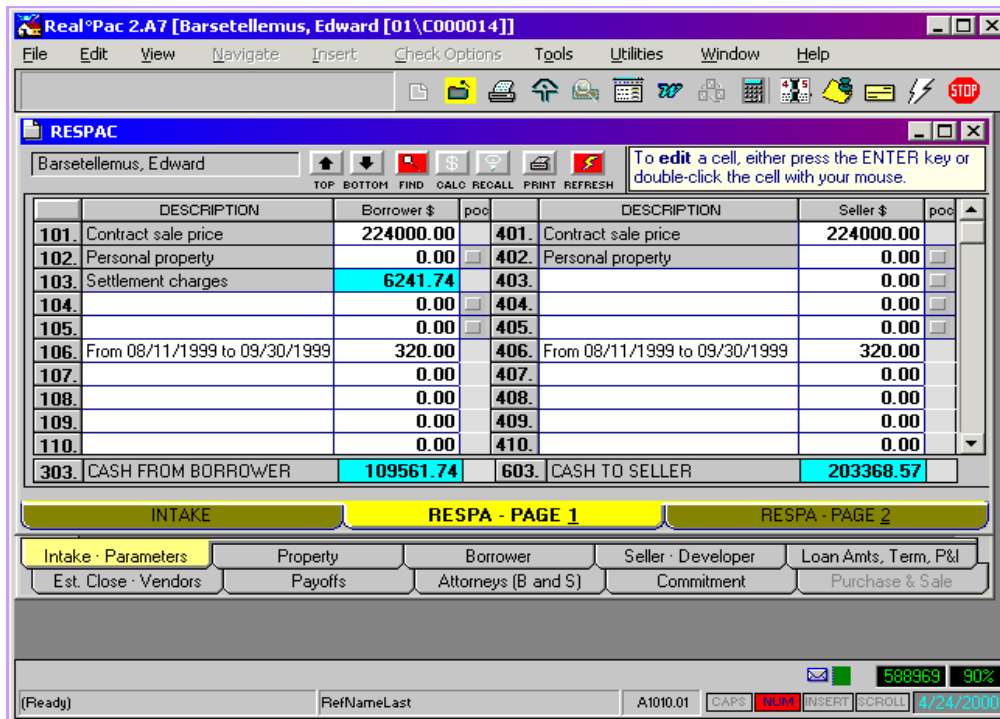 Real°Pac 2.A7 [Barsetellemus, Edward [01\C000014]]
File Edit View Navigate Insert Check Options Tools Utilities Window Help
STOP
RESPAC
Barsetellemus, Edward
TOP BOTTOM FIND CALC RECALL PRINT REFRESH
To edit a cell, either press the ENTER key or
double-click the cell with your mouse.
DESCRIPTION Borrower $ poc DESCRIPTION Seller $ poc
101. Contract sale price 224000.00 401. Contract sale price 224000.00
102. Personal property 0.00 402. Personal property 0.00
103. Settlement charges 6241.74 403. 0.00
104. 0.00 404. 0.00
105. 0.00 405. 0.00
106. From 08/11/1999 to 09/30/1999 320.00 406. From 08/11/1999 to 09/30/1999 320.00
107. 0.00 407. 0.00
108. 0.00 408. 0.00
109. 0.00 409. 0.00
110. 0.00 410. 0.00
303. CASH FROM BORROWER 109561.74 603. CASH TO SELLER 203368.57
INTAKE RESPA - PAGE 1 RESPA - PAGE 2
Intake · Parameters Property Borrower Seller · Developer Loan Amts, Term, P&I
Est. Close · Vendors Payoffs Attorneys (B and S) Commitment Purchase & Sale
588969 90%
(Ready) RefNameLast A1010.01 CAPS NUM INSERT SCROLL 4/24/2000